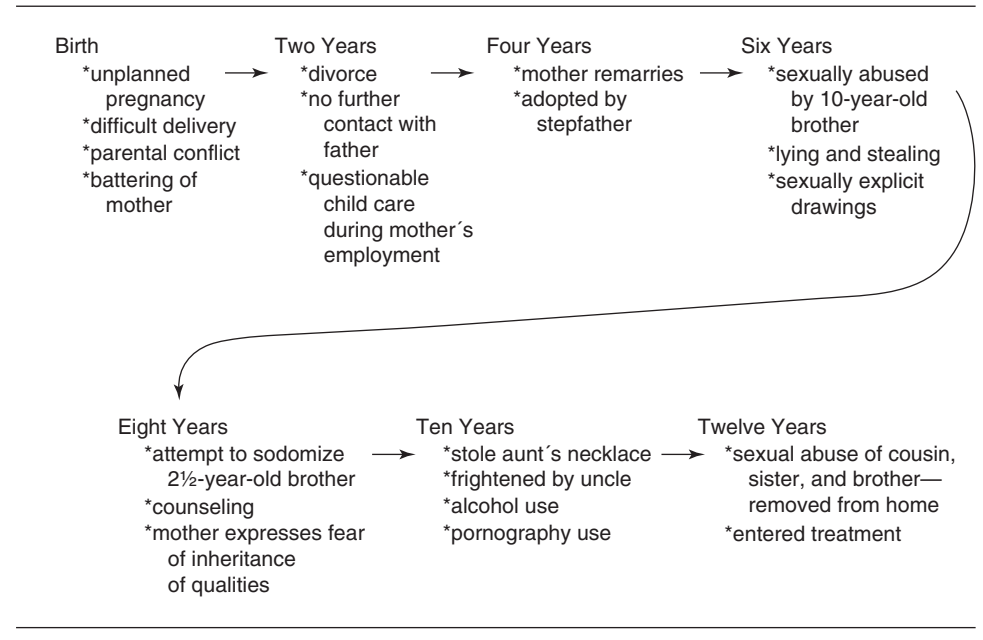 Birth
*unplanned
pregnancy
*difficult delivery
*parental conflict
*battering of
mother
Two Years
*divorce
*no further
contact with
father
*questionable
child care
during mother´s
employment
Four Years
*mother remarries
*adopted by
stepfather
Six Years
*sexually abused
by 10-year-old
brother
*lying and stealing
*sexually explicit
drawings
Eight Years
*attempt to sodomize
2½-year-old brother
*counseling
*mother expresses fear
of inheritance
of qualities
Ten Years
*stole aunt´s necklace
*frightened by uncle
*alcohol use
*pornography use
Twelve Years
*sexual abuse of cousin,
sister, and brother—
removed from home
*entered treatment